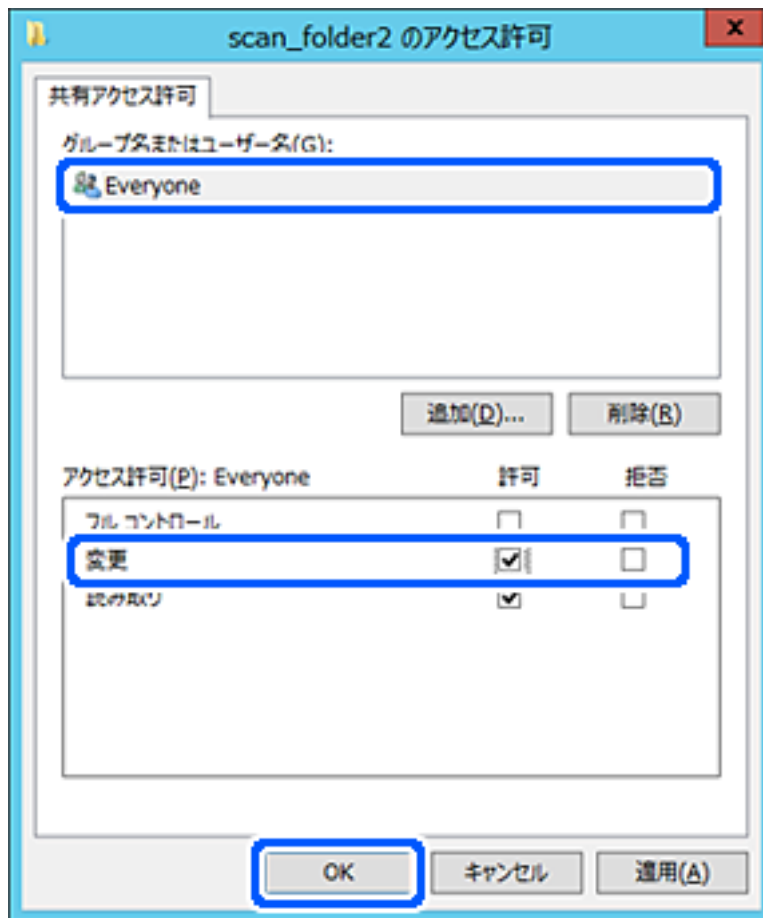 scan_folder2 のアクセス許可
共有アクセス許可
グループ名またはユーザー名(G):
Everyone
追加(D)... 削除(R)
アクセス許可(P): Everyone 許可 拒否
フル コントロール
変更
読み取り
OK キャンセル 適用(A)